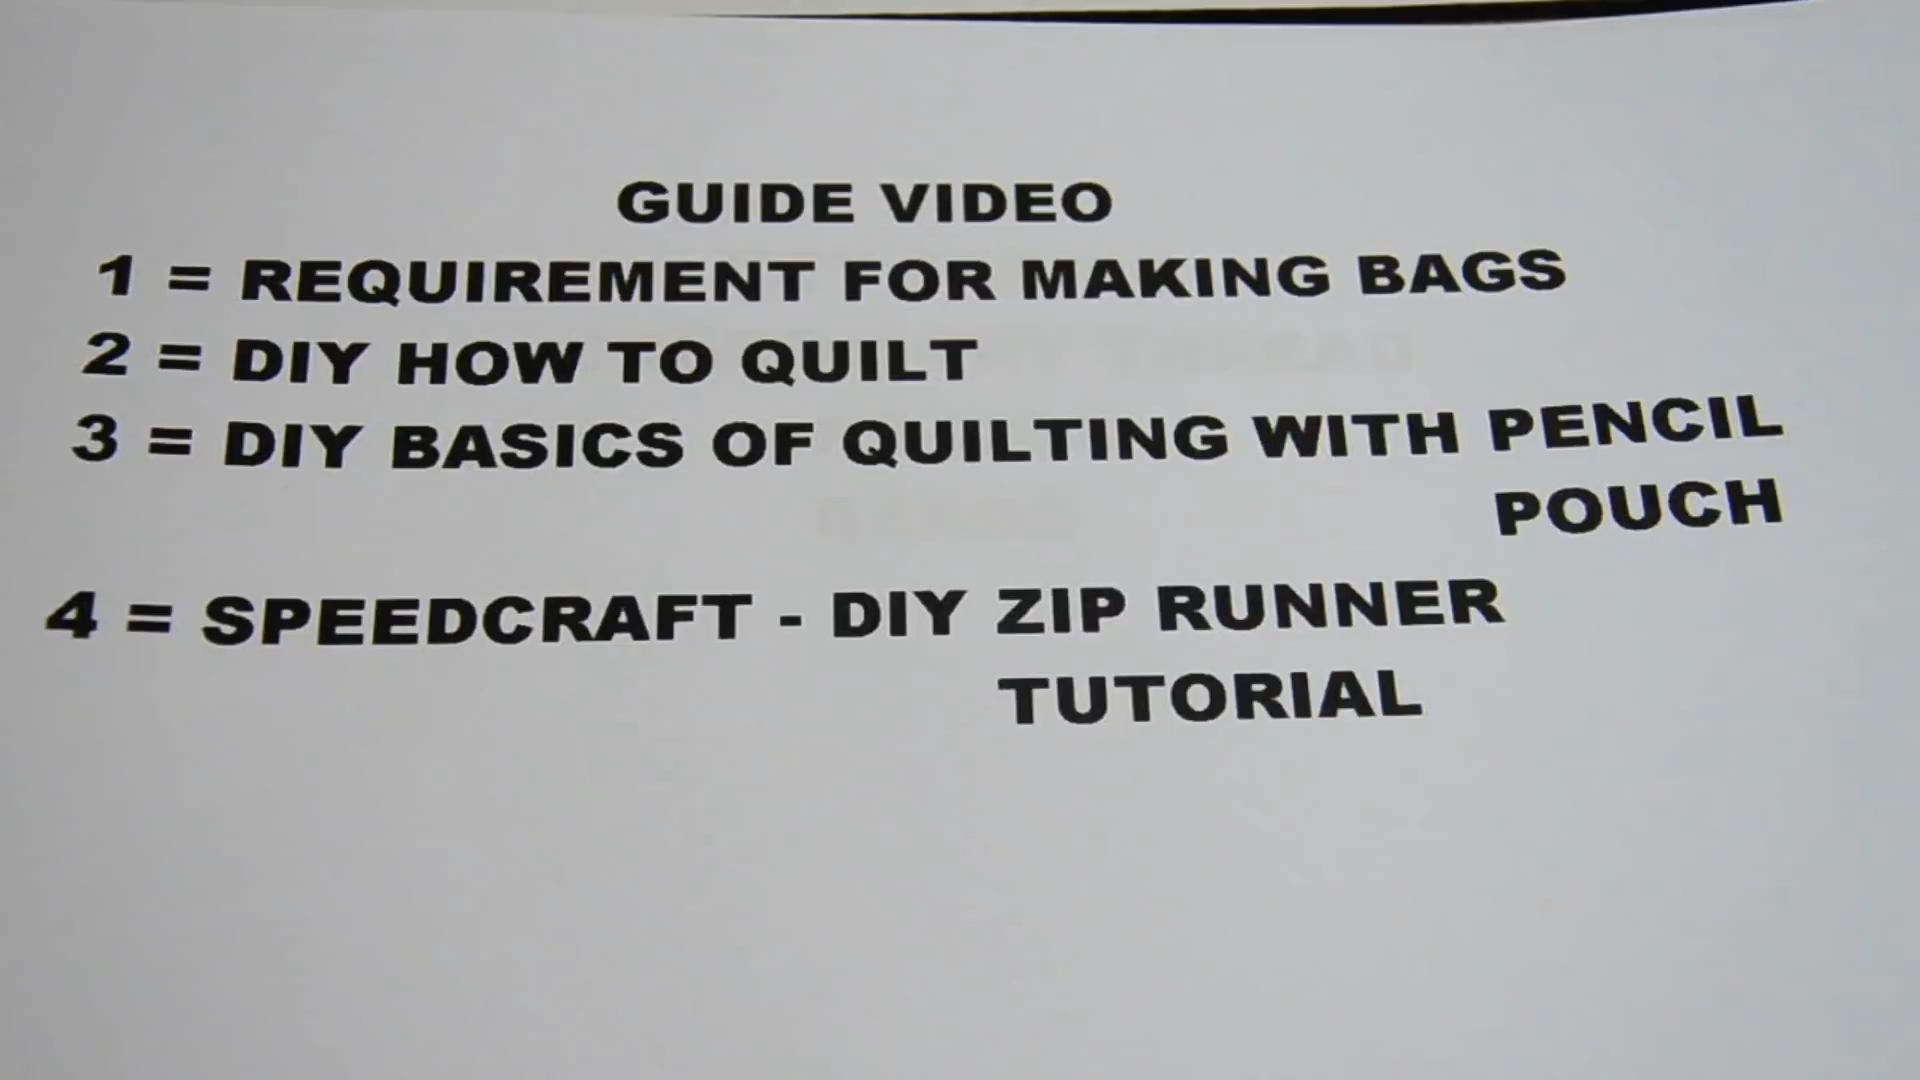 GUIDE VIDEO
1 = REQUIREMENT FOR MAKING BAGS
2 = DIY HOW TO QUILT
3 = DIY BASICS OF QUILTING WITH PENCIL
POUCH
4 = SPEEDCRAFT - DIY ZIP RUNNER
TUTORIAL